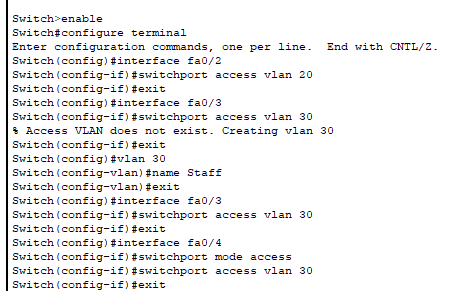 Switch>enable
Switch#configure terminal
Enter configuration commands, one per line.  End with CNTL/Z.
Switch(config)#interface fa0/2
Switch(config-if)#switchport access vlan 20
Switch(config-if)#exit
Switch(config)#interface fa0/3
Switch(config-if)#switchport access vlan 30
% Access VLAN does not exist. Creating vlan 30
Switch(config-if)#exit
Switch(config)#vlan 30
Switch(config-vlan)#name Staff
Switch(config-vlan)#exit
Switch(config)#interface fa0/3
Switch(config-if)#switchport access vlan 30
Switch(config-if)#exit
Switch(config)#interface fa0/4
Switch(config-if)#switchport mode access
Switch(config-if)#switchport access vlan 30
Switch(config-if)#exit